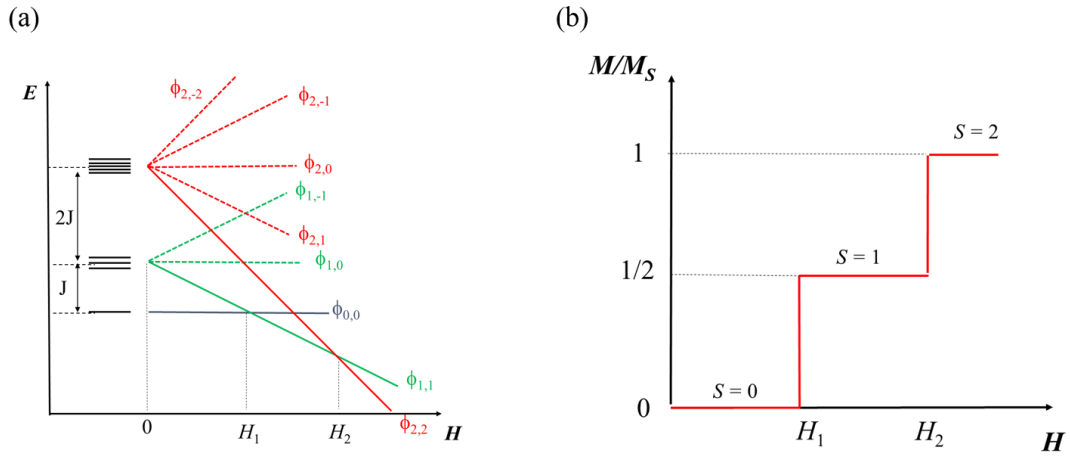 (a)
(b)
E
ϕ2,-2
ϕ2,-1
ϕ2,0
ϕ1,-1
2J
ϕ2,1
ϕ1,0
J
ϕ0,0
ϕ1,1
ϕ2,2
0
H1
H2
H
M/MS
1
S = 2
1/2
S = 1
0
S = 0
H1
H2
H